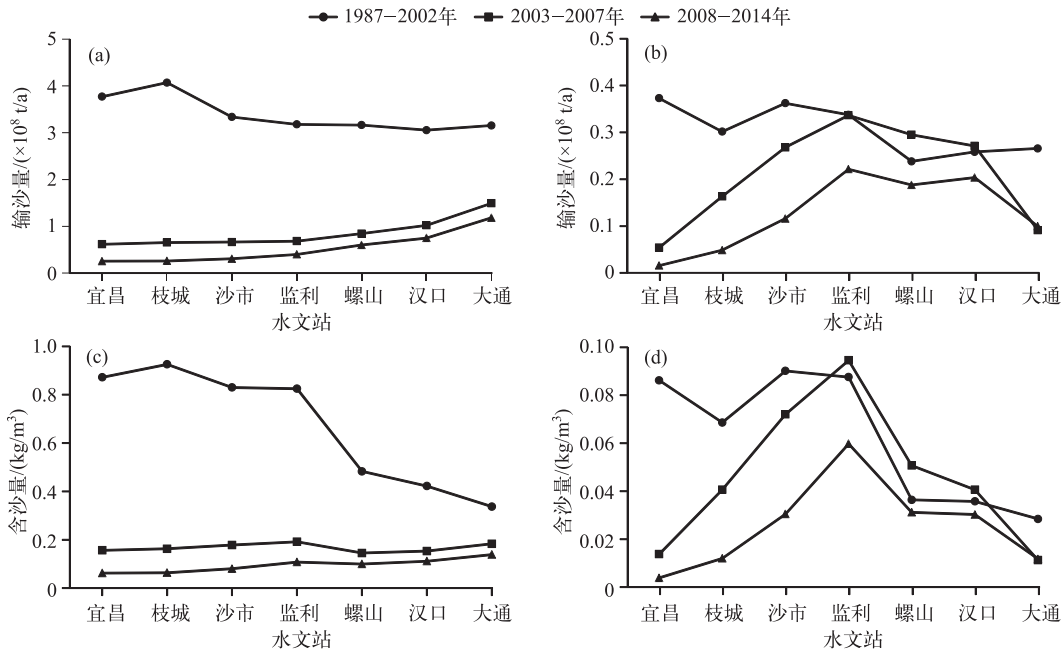 1987−2002年 2003−2007年 2008−2014年
(a)
输沙量/(×10⁸ t/a)
5
4
3
2
1
0
宜昌 枝城 沙市 监利 螺山 汉口 大通
水文站
(b)
输沙量/(×10⁸ t/a)
0.5
0.4
0.3
0.2
0.1
0
宜昌 枝城 沙市 监利 螺山 汉口 大通
水文站
(c)
含沙量/(kg/m³)
1.0
0.8
0.6
0.4
0.2
0
宜昌 枝城 沙市 监利 螺山 汉口 大通
水文站
(d)
含沙量/(kg/m³)
0.10
0.08
0.06
0.04
0.02
0
宜昌 枝城 沙市 监利 螺山 汉口 大通
水文站